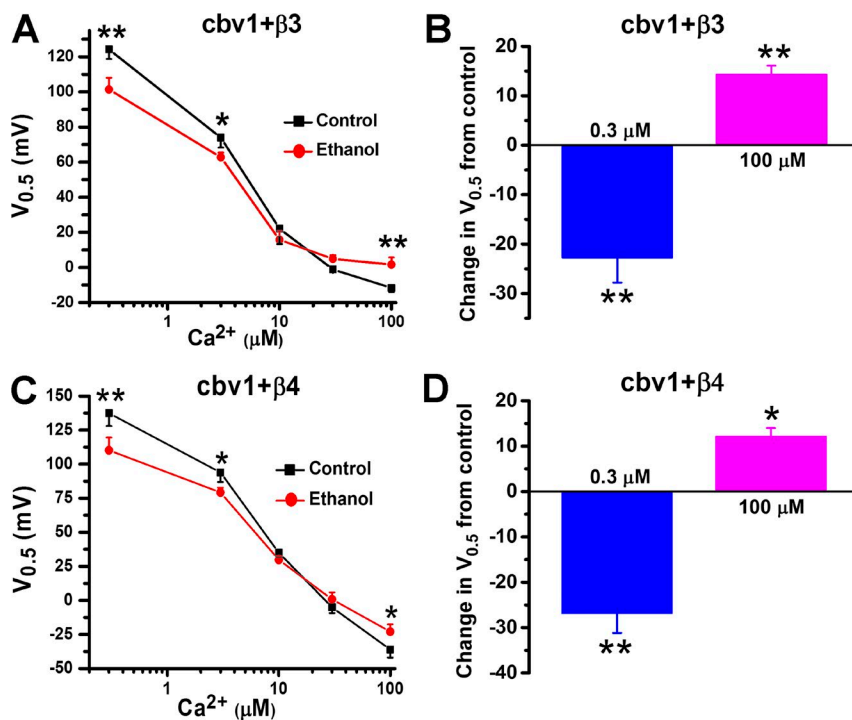 A
cbv1+β3
**
*
**
Control
Ethanol
V0.5 (mV)
120
100
80
60
40
20
0
-20
1
10
100
Ca2+ (μM)
B
cbv1+β3
**
0.3 μM
100 μM
**
Change in V0.5 from control
20
10
0
-10
-20
-30
C
cbv1+β4
**
*
*
Control
Ethanol
V0.5 (mV)
150
125
100
75
50
25
0
-25
-50
1
10
100
Ca2+ (μM)
D
cbv1+β4
*
0.3 μM
100 μM
**
Change in V0.5 from control
20
10
0
-10
-20
-30
-40